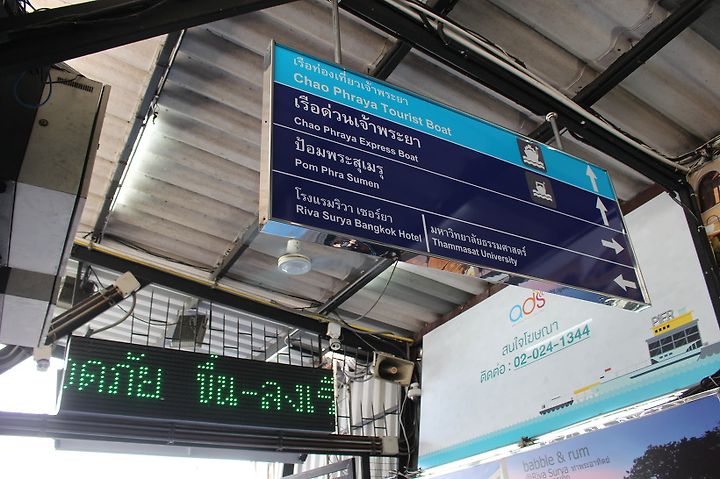 เรือท่องเที่ยวเจ้าพระยา
Chao Phraya Tourist Boat
เรือด่วนเจ้าพระยา
Chao Phraya Express Boat
ป้อมพระสุเมรุ
Pom Phra Sumen
โรงแรมริวา เซอร์ยา
Riva Surya Bangkok Hotel
มหาวิทยาลัยธรรมศาสตร์
Thammasat University
ads
สนใจโฆษณา
ติดต่อ : 02-024-1344
PIER
ขึ้น-ลงเ
babble & rum
@Riva Surya